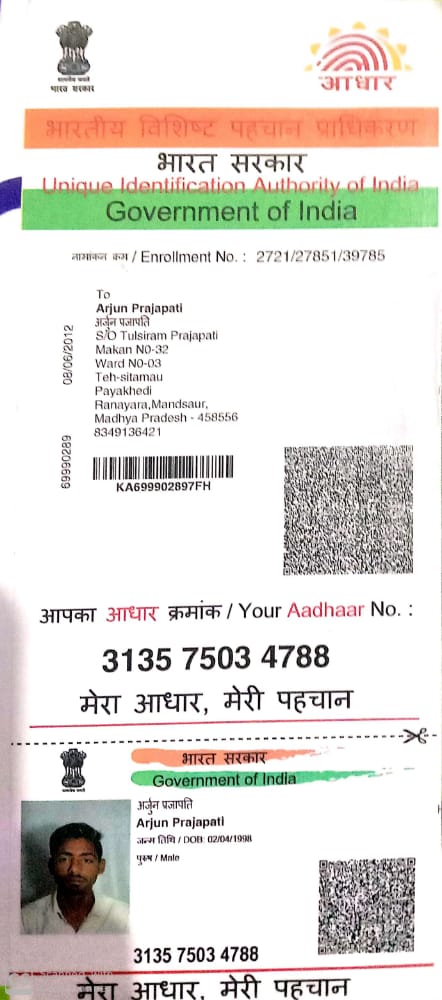 भारत सरकार
आधार
भारतीय विशिष्ट पहचान प्राधिकरण
भारत सरकार
Unique Identification Authority of India
Government of India
नामांकन क्रम / Enrollment No. : 2721/27851/39785
To
Arjun Prajapati
अर्जुन प्रजापति
S/O Tulsiram Prajapati
Makan N0-32
Ward N0-03
Teh-sitamau
Payakhedi
Ranayara,Mandsaur,
Madhya Pradesh - 458556
8349136421
08/06/2012
69990289
KA699902897FH
आपका आधार क्रमांक / Your Aadhaar No. :
3135 7503 4788
मेरा आधार, मेरी पहचान
भारत सरकार
Government of India
अर्जुन प्रजापति
Arjun Prajapati
जन्म तिथि / DOB: 02/04/1998
पुरुष / Male
3135 7503 4788
मेरा आधार, मेरी पहचान